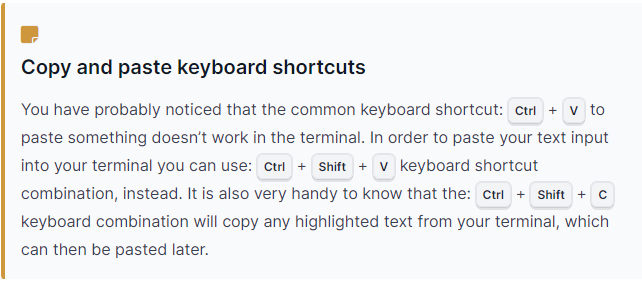 Copy and paste keyboard shortcuts
You have probably noticed that the common keyboard shortcut: Ctrl + V to
paste something doesn’t work in the terminal. In order to paste your text input
into your terminal you can use: Ctrl + Shift + V keyboard shortcut
combination, instead. It is also very handy to know that the: Ctrl + Shift + C
keyboard combination will copy any highlighted text from your terminal, which
can then be pasted later.